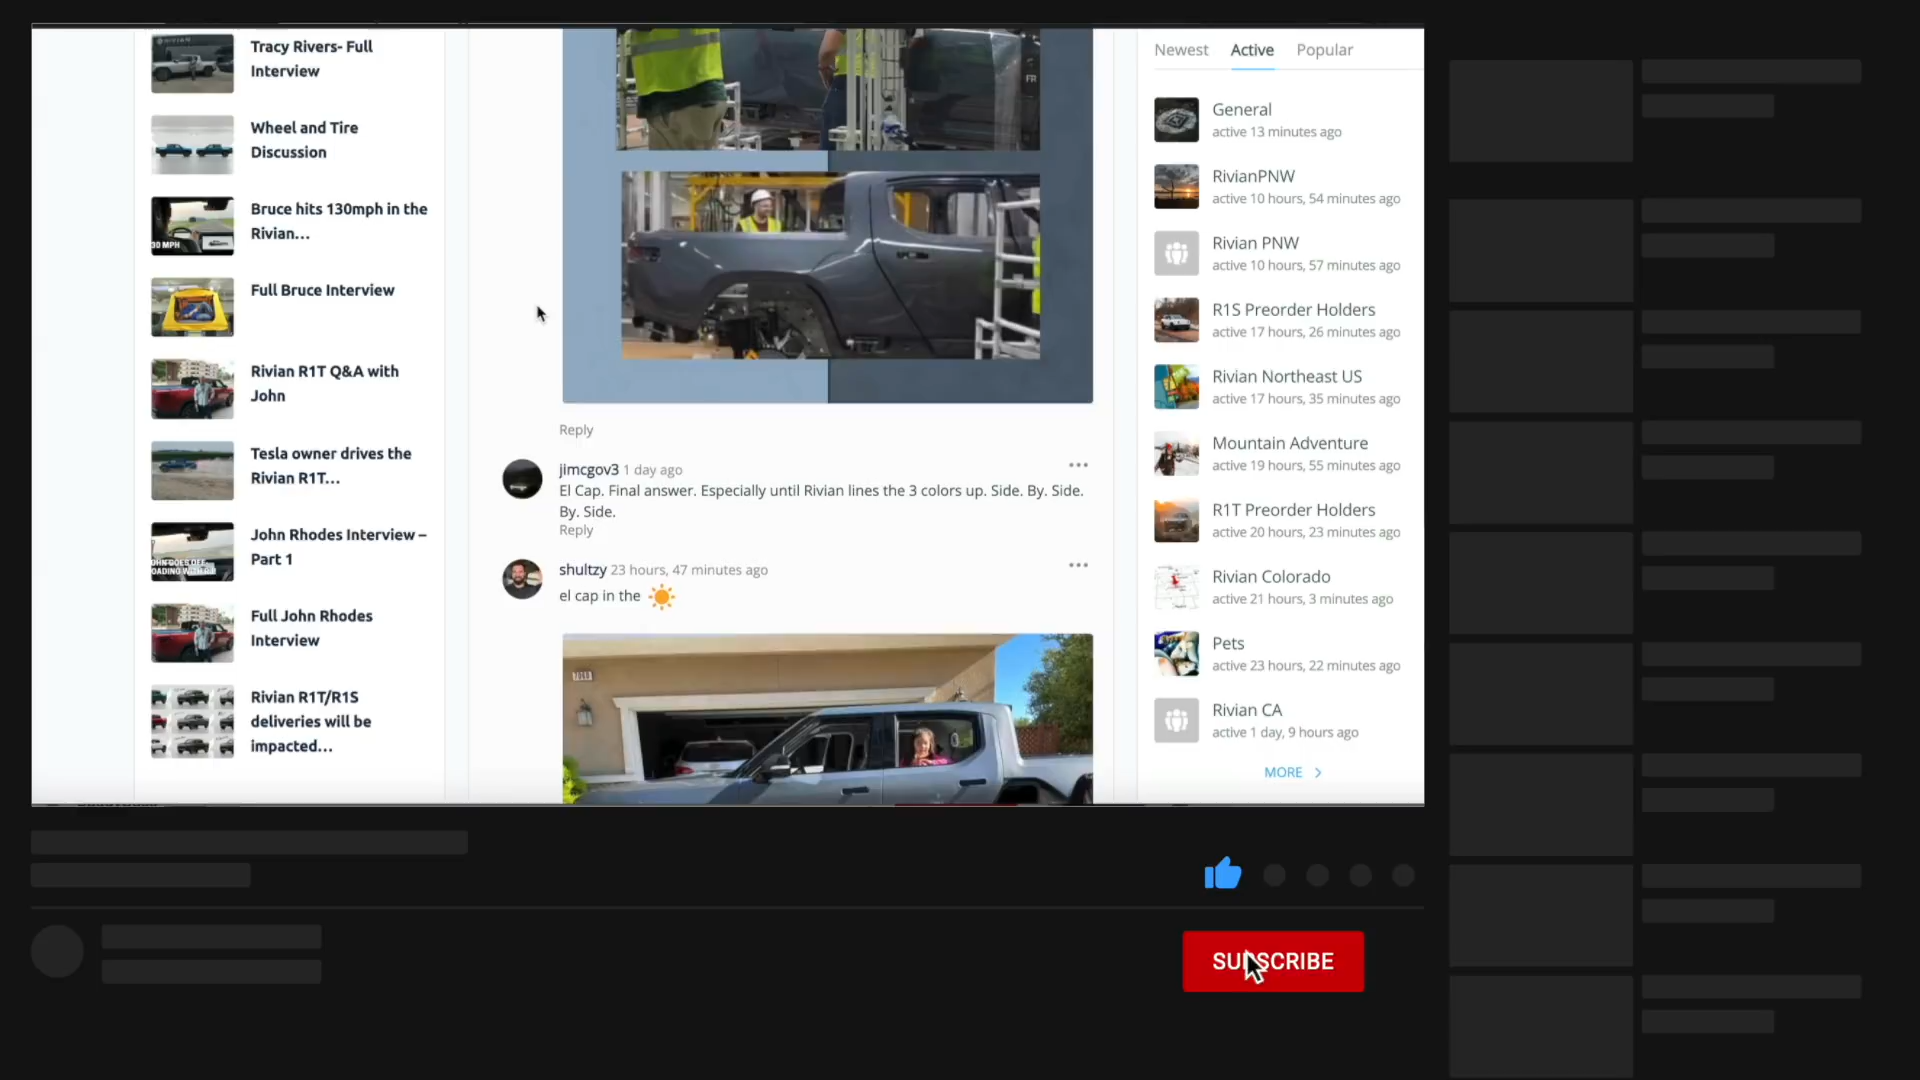 Tracy Rivers- Full
Interview
Wheel and Tire
Discussion
Bruce hits 130mph in the
Rivian...
30 MPH
Full Bruce Interview
Rivian R1T Q&A with
John
Tesla owner drives the
Rivian R1T...
John Rhodes Interview –
Part 1
Full John Rhodes
Interview
Rivian R1T/R1S
deliveries will be
impacted...
FR
Reply
jimcgov3 1 day ago
El Cap. Final answer. Especially until Rivian lines the 3 colors up. Side. By. Side.
By. Side.
Reply
shultzy 23 hours, 47 minutes ago
el cap in the
Newest Active Popular
General
active 13 minutes ago
RivianPNW
active 10 hours, 54 minutes ago
Rivian PNW
active 10 hours, 57 minutes ago
R1S Preorder Holders
active 17 hours, 26 minutes ago
Rivian Northeast US
active 17 hours, 35 minutes ago
Mountain Adventure
active 19 hours, 55 minutes ago
R1T Preorder Holders
active 20 hours, 23 minutes ago
Rivian Colorado
active 21 hours, 3 minutes ago
Pets
active 23 hours, 22 minutes ago
Rivian CA
active 1 day, 9 hours ago
MORE
SUBSCRIBE